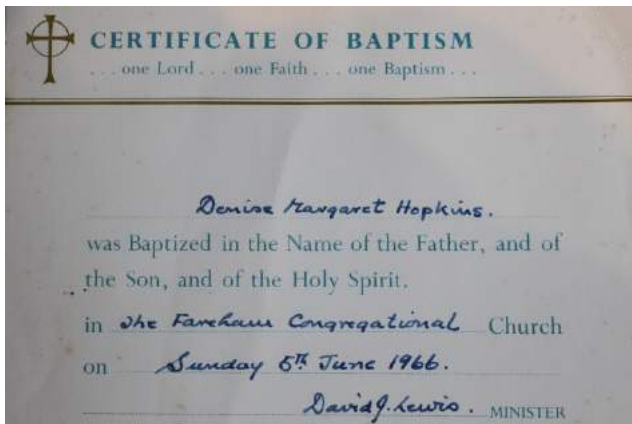 CERTIFICATE OF BAPTISM
... one Lord ... one Faith ... one Baptism ...
Denise Margaret Hopkins.
was Baptized in the Name of the Father, and of
the Son, and of the Holy Spirit.
in The Fareham Congregational Church
on Sunday 5th June 1966.
David J. Lewis. MINISTER